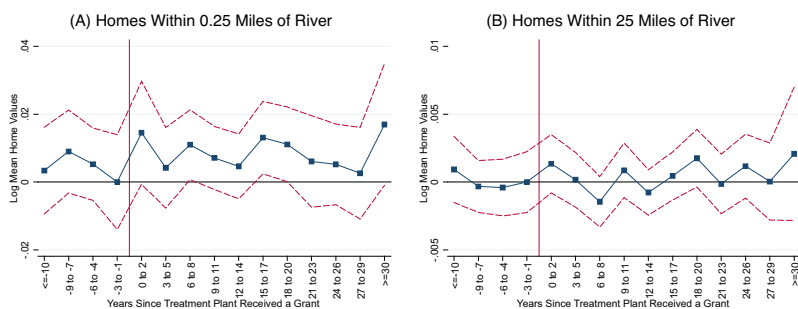 (A) Homes Within 0.25 Miles of River
Log Mean Home Values
.04
.02
0
-.02
<=-10
-9 to -7
-6 to -4
-3 to -1
0 to 2
3 to 5
6 to 8
9 to 11
12 to 14
15 to 17
18 to 20
21 to 23
24 to 26
27 to 29
>=30
Years Since Treatment Plant Received a Grant
(B) Homes Within 25 Miles of River
Log Mean Home Values
.01
.005
0
-.005
<=-10
-9 to -7
-6 to -4
-3 to -1
0 to 2
3 to 5
6 to 8
9 to 11
12 to 14
15 to 17
18 to 20
21 to 23
24 to 26
27 to 29
>=30
Years Since Treatment Plant Received a Grant